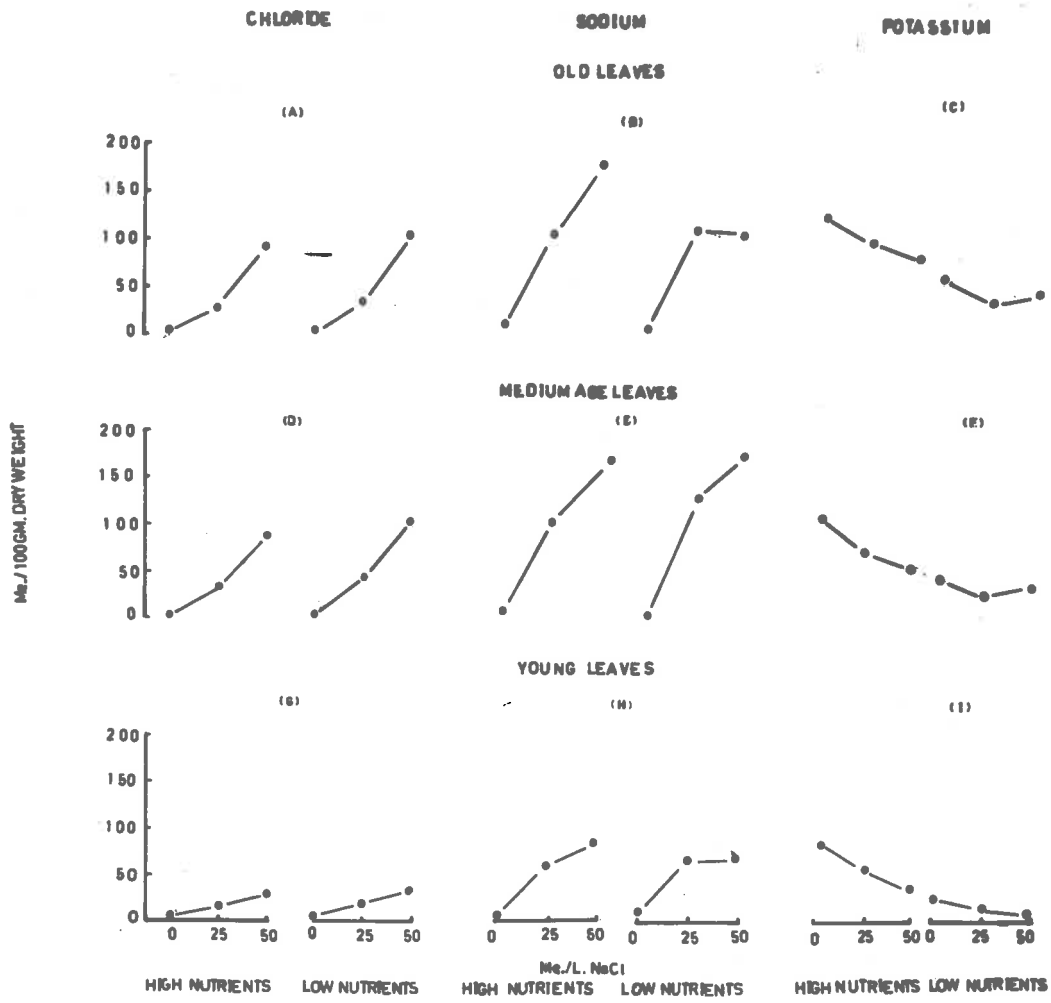 CHLORIDE SODIUM POTASSIUM
OLD LEAVES
(A) (B) (C)
200
150
100
50
0
MEDIUM AGE LEAVES
(D) (E) (E)
200
150
100
50
0
Me./100GM. DRY WEIGHT
YOUNG LEAVES
(G) (H) (I)
200
150
100
50
0
0 25 50 0 25 50 0 25 50 0 25 50 0 25 50 0 25 50
Me./L. NaCl
HIGH NUTRIENTS LOW NUTRIENTS HIGH NUTRIENTS LOW NUTRIENTS HIGH NUTRIENTS LOW NUTRIENTS